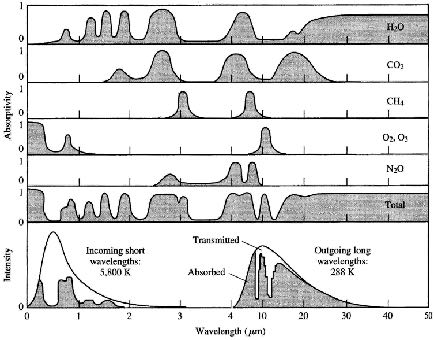 Absorptivity
1
0
H₂O
1
0
CO₂
1
0
CH₄
1
0
O₂, O₃
1
0
N₂O
1
0
Total
Intensity
Incoming short
wavelengths:
5,800 K
Transmitted
Absorbed
Outgoing long
wavelengths:
288 K
0 1 2 3 4 10 20 30 40 50
Wavelength (μm)